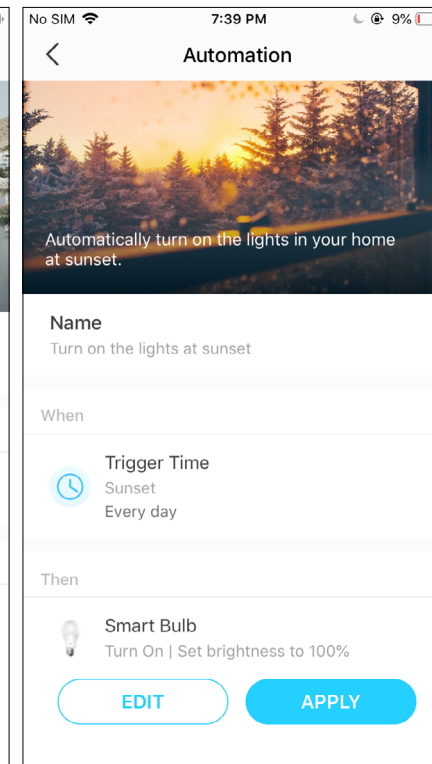 No SIM 7:39 PM 9%
Automation
Automatically turn on the lights in your home
at sunset.
Name
Turn on the lights at sunset
When
Trigger Time
Sunset
Every day
Then
Smart Bulb
Turn On | Set brightness to 100%
EDIT APPLY